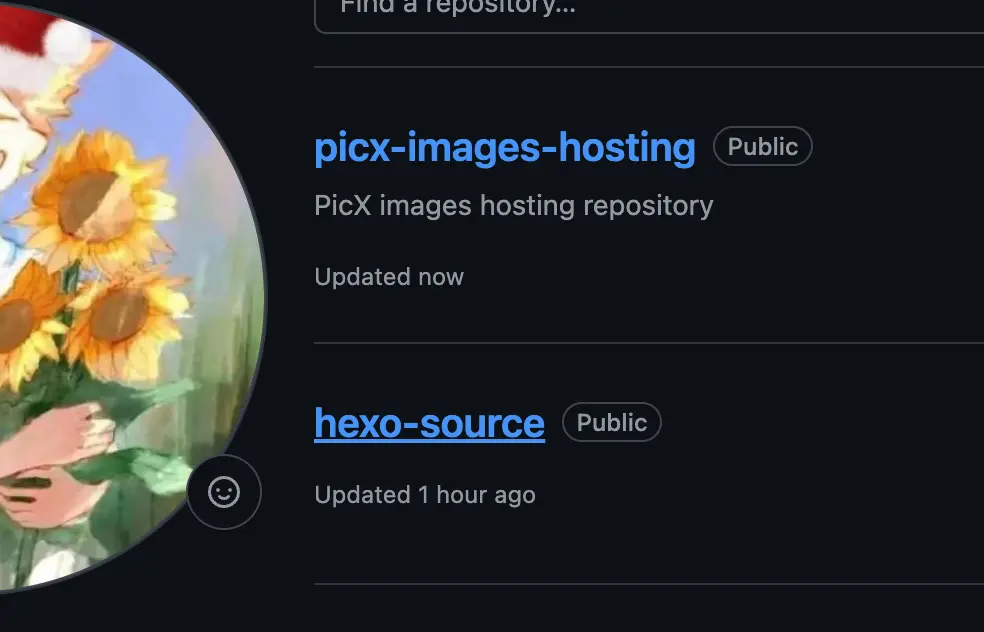 Find a repository...
picx-images-hosting Public
PicX images hosting repository
Updated now
hexo-source Public
Updated 1 hour ago